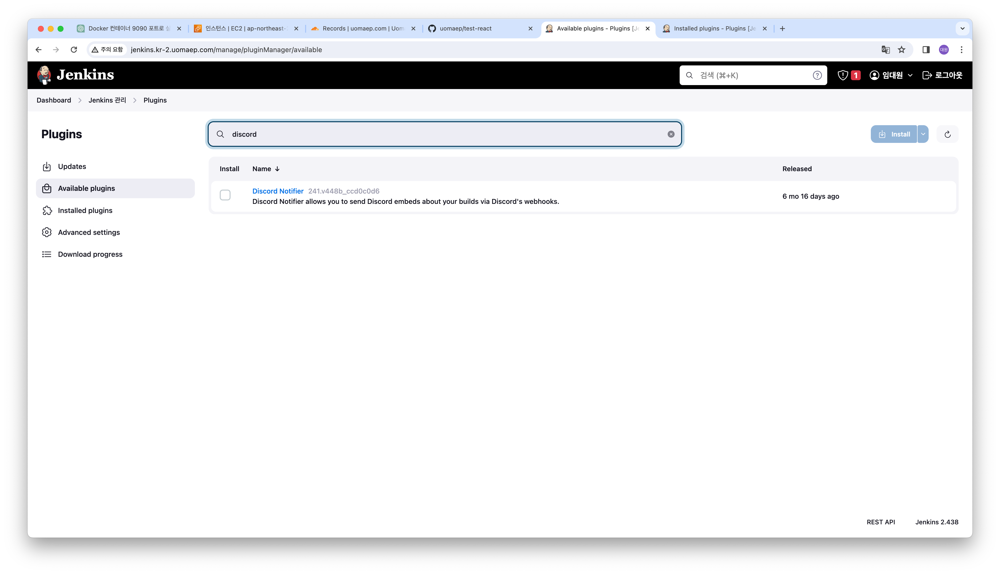 Docker 컨테이너 9090 포트로
인스턴스 | EC2 | ap-northeast-
Records | uomaep.com | Uom
uomaep/test-react
Available plugins - Plugins [Je
Installed plugins - Plugins [Je
주의 요함
jenkins.kr-2.uomaep.com/manage/pluginManager/available
대원
Jenkins
검색 (⌘+K)
1
임대원
로그아웃
Dashboard
Jenkins 관리
Plugins
Plugins
discord
Install
Updates
Available plugins
Installed plugins
Advanced settings
Download progress
Install
Name ↓
Released
Discord Notifier 241.v448b_ccd0c0d6
Discord Notifier allows you to send Discord embeds about your builds via Discord's webhooks.
6 mo 16 days ago
REST API
Jenkins 2.438